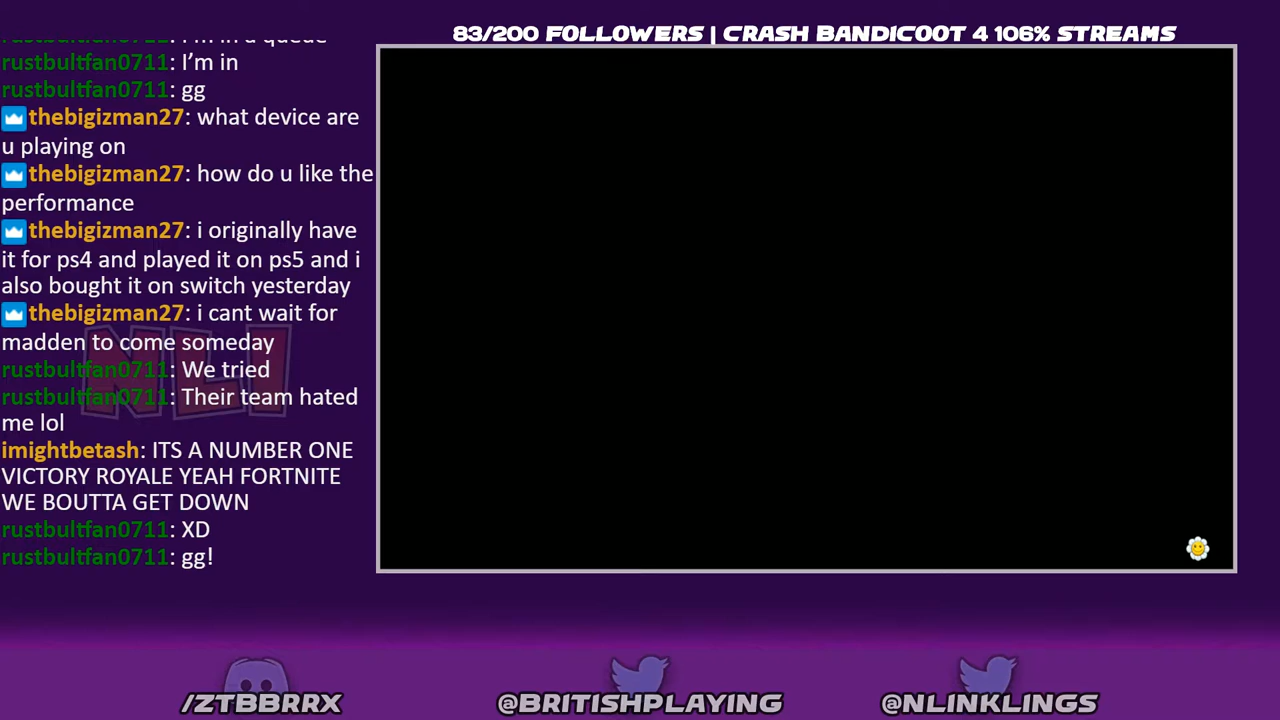 83/200 FOLLOWERS | CRASH BANDICOOT 4 106% STREAMS
rustbultfan0711: I'm in a queue
rustbultfan0711: I'm in
rustbultfan0711: gg
thebigizman27: what device are
u playing on
thebigizman27: how do u like the
performance
thebigizman27: i originally have
it for ps4 and played it on ps5 and i
also bought it on switch yesterday
thebigizman27: i cant wait for
madden to come someday
NLI
rustbultfan0711: We tried
rustbultfan0711: Their team hated
me lol
imightbetash: ITS A NUMBER ONE
VICTORY ROYALE YEAH FORTNITE
WE BOUTTA GET DOWN
rustbultfan0711: XD
rustbultfan0711: gg!
/ZTBBRRX
@BRITISHPLAYING
@NLINKLINGS